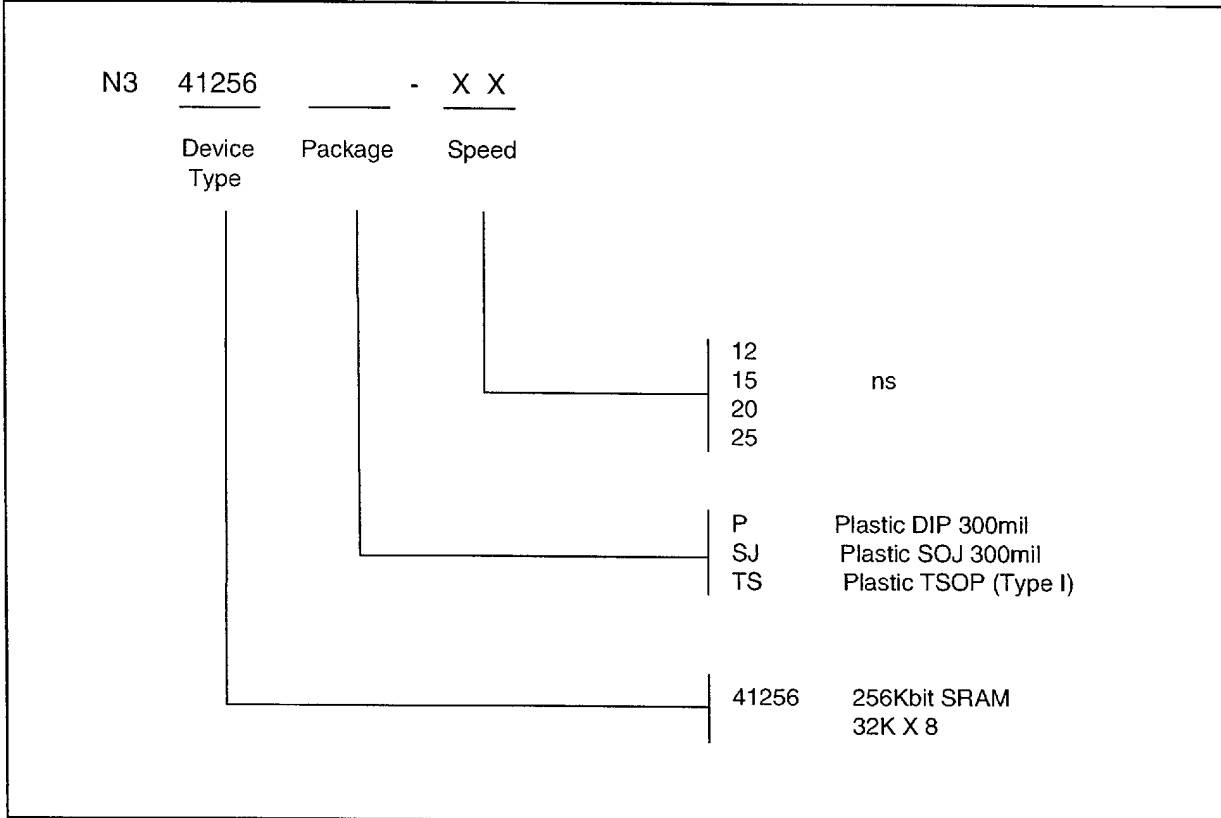 N3 41256 - X X
Device Type Package Speed
12
15 ns
20
25
P Plastic DIP 300mil
SJ Plastic SOJ 300mil
TS Plastic TSOP (Type I)
41256 256Kbit SRAM
32K X 8